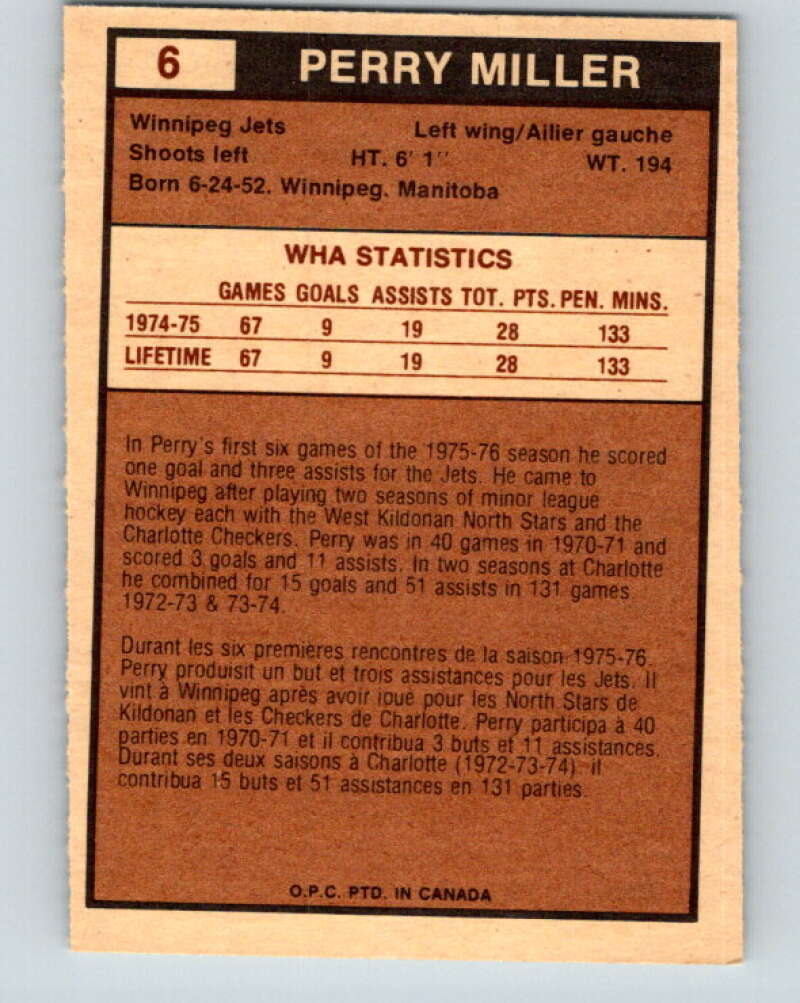 6 PERRY MILLER
Winnipeg Jets Left wing/Ailier gauche
Shoots left HT. 6' 1" WT. 194
Born 6-24-52. Winnipeg. Manitoba
WHA STATISTICS
GAMES GOALS ASSISTS TOT. PTS. PEN. MINS.
1974-75 67 9 19 28 133
LIFETIME 67 9 19 28 133
In Perry's first six games of the 1975-76 season he scored
one goal and three assists for the Jets. He came to
Winnipeg after playing two seasons of minor league
hockey each with the West Kildonan North Stars and the
Charlotte Checkers. Perry was in 40 games in 1970-71 and
scored 3 goals and 11 assists. In two seasons at Charlotte
he combined for 15 goals and 51 assists in 131 games
1972-73 & 73-74.
Durant les six premières rencontres de la saison 1975-76.
Perry produisit un but et trois assistances pour les Jets. Il
vint à Winnipeg après avoir joué pour les North Stars de
Kildonan et les Checkers de Charlotte. Perry participa à 40
parties en 1970-71 et il contribua 3 buts et 11 assistances.
Durant ses deux saisons à Charlotte (1972-73-74) il
contribua 15 buts et 51 assistances en 131 parties.
O.P.C. PTD. IN CANADA